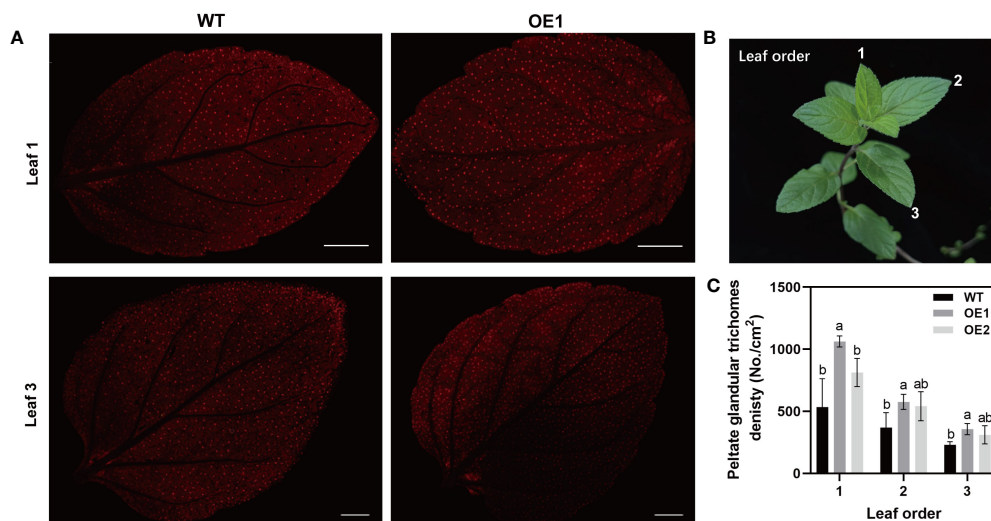 WT
OE1
A
Leaf 1
Leaf 3
B
Leaf order
1
2
3
C
Peltate glandular trichomes
denisty (No./cm²)
1500
1000
500
0
WT
OE1
OE2
b
a
b
b
a
ab
b
a
ab
1
2
3
Leaf order